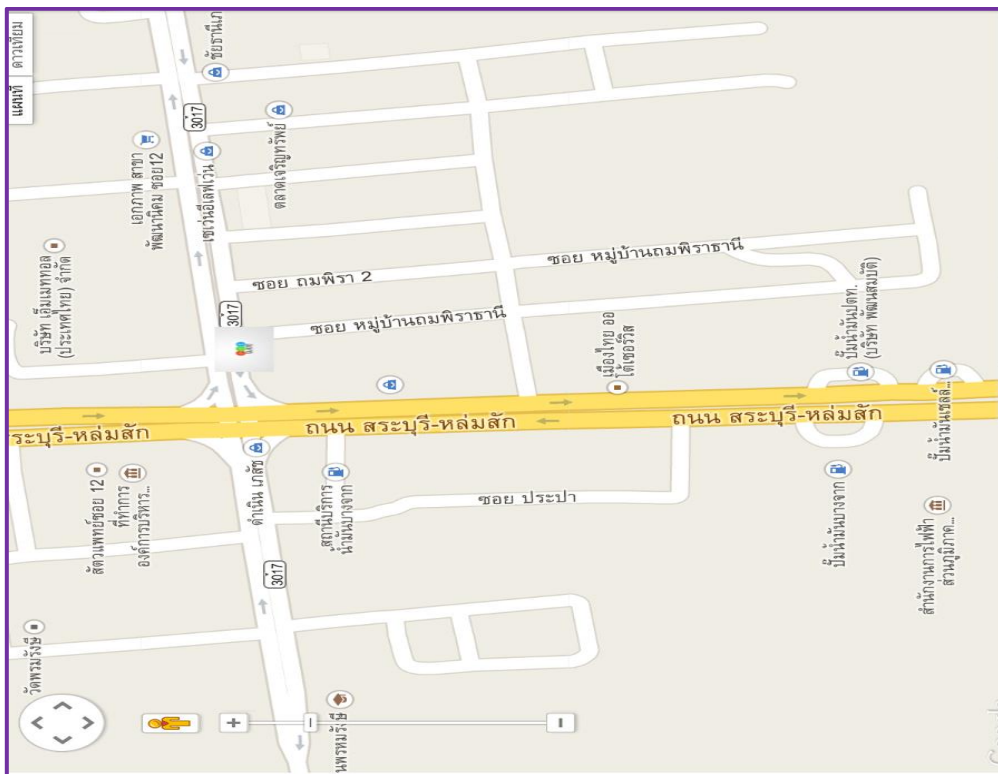 แผนที่
ดาวเทียม
ชัยธานีเภ
3017
เอกภาพ สาขา
พัฒนานิคม ซอย12
เซเว่นอีเลฟเว่น
ตลาดเจริญทรัพย์
บริษัท เอ็มเมททอล
(ประเทศไทย) จำกัด
ซอย ถมพิรา 2
ซอย หมู่บ้านถมพิราธานี
3017
ซอย หมู่บ้านถมพิราธานี
เมืองไทย ออ
โต้เซอร์วิส
ปั๊มน้ำมันปตท.
(บริษัท พัฒนสมบัติ)
ปั๊มน้ำมันเชลล์...
ระบุรี-หล่มสัก
ถนน สระบุรี-หล่มสัก
ถนน สระบุรี-หล่มสัก
สัตวแพทย์ซอย 12
ที่ทำการ
องค์การบริหาร...
ดำเนิน เภสัช
สถานีบริการ
น้ำมันบางจาก
ซอย ประปา
ปั๊มน้ำมันบางจาก
สำนักงานการไฟฟ้า
ส่วนภูมิภาค...
3017
วัดพรหมรังษี
นพรหมรังษี